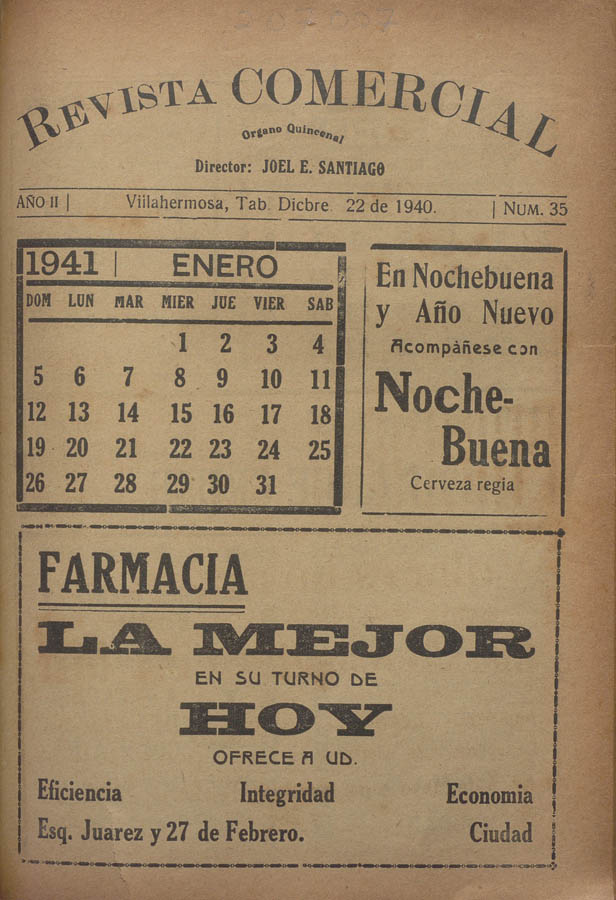 REVISTA COMERCIAL
Organo Quincenal
Director: JOEL E. SANTIAGO
AÑO II | Viilahermosa, Tab. Dicbre. 22 de 1940. | NUM. 35
1941 | ENERO
DOM LUN MAR MIER JUE VIER SAB
1 2 3 4
5 6 7 8 9 10 11
12 13 14 15 16 17 18
19 20 21 22 23 24 25
26 27 28 29 30 31
En Nochebuena
y Año Nuevo
Acompàñese con
Noche-
Buena
Cerveza regia
FARMACIA
LA MEJOR
EN SU TURNO DE
HOY
OFRECE A UD.
Eficiencia Integridad Economia
Esq. Juarez y 27 de Febrero. Ciudad